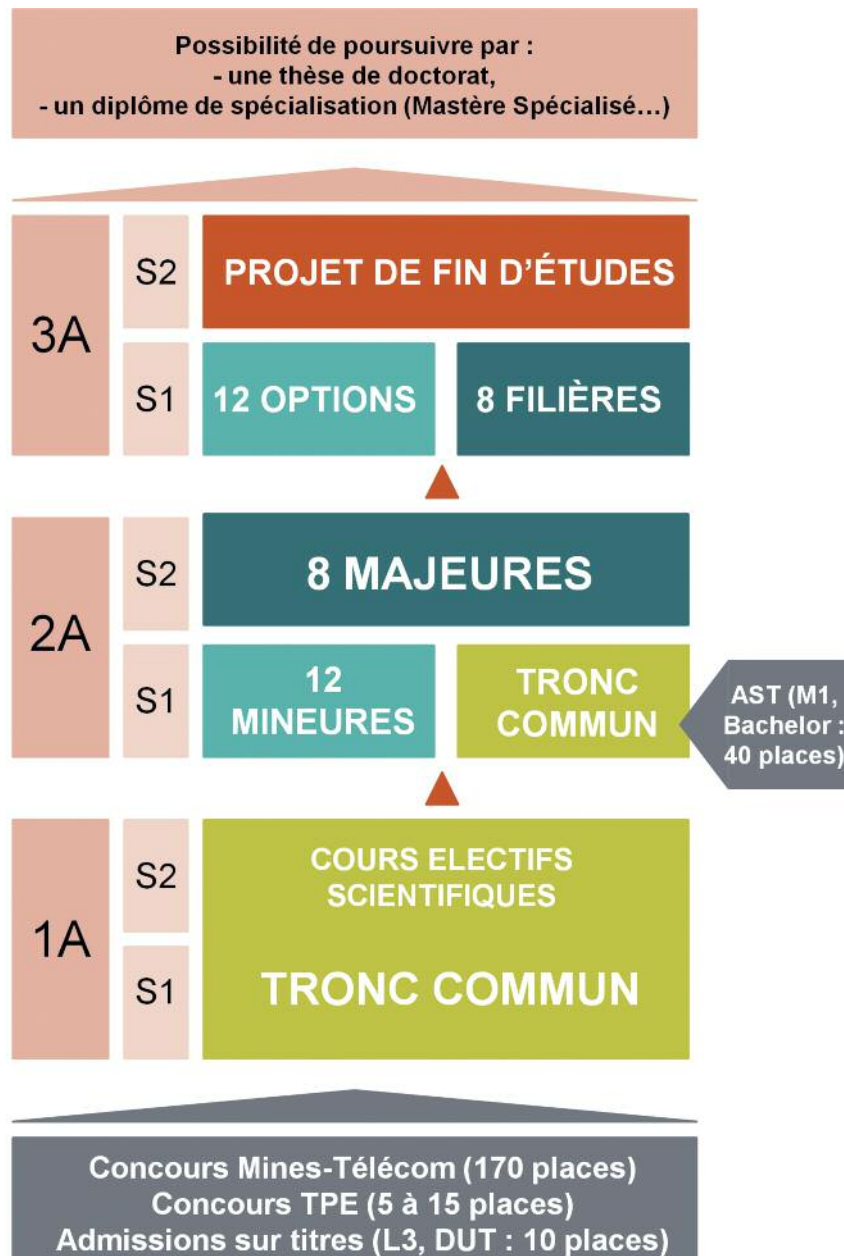 Possibilité de poursuivre par :
- une thèse de doctorat,
- un diplôme de spécialisation (Mastère Spécialisé...)
3A
S2
PROJET DE FIN D'ÉTUDES
S1
12 OPTIONS
8 FILIÈRES
2A
S2
8 MAJEURES
S1
12
MINEURES
TRONC
COMMUN
AST (M1,
Bachelor :
40 places)
1A
S2
COURS ELECTIFS
SCIENTIFIQUES
S1
TRONC COMMUN
Concours Mines-Télécom (170 places)
Concours TPE (5 à 15 places)
Admissions sur titres (L3, DUT : 10 places)